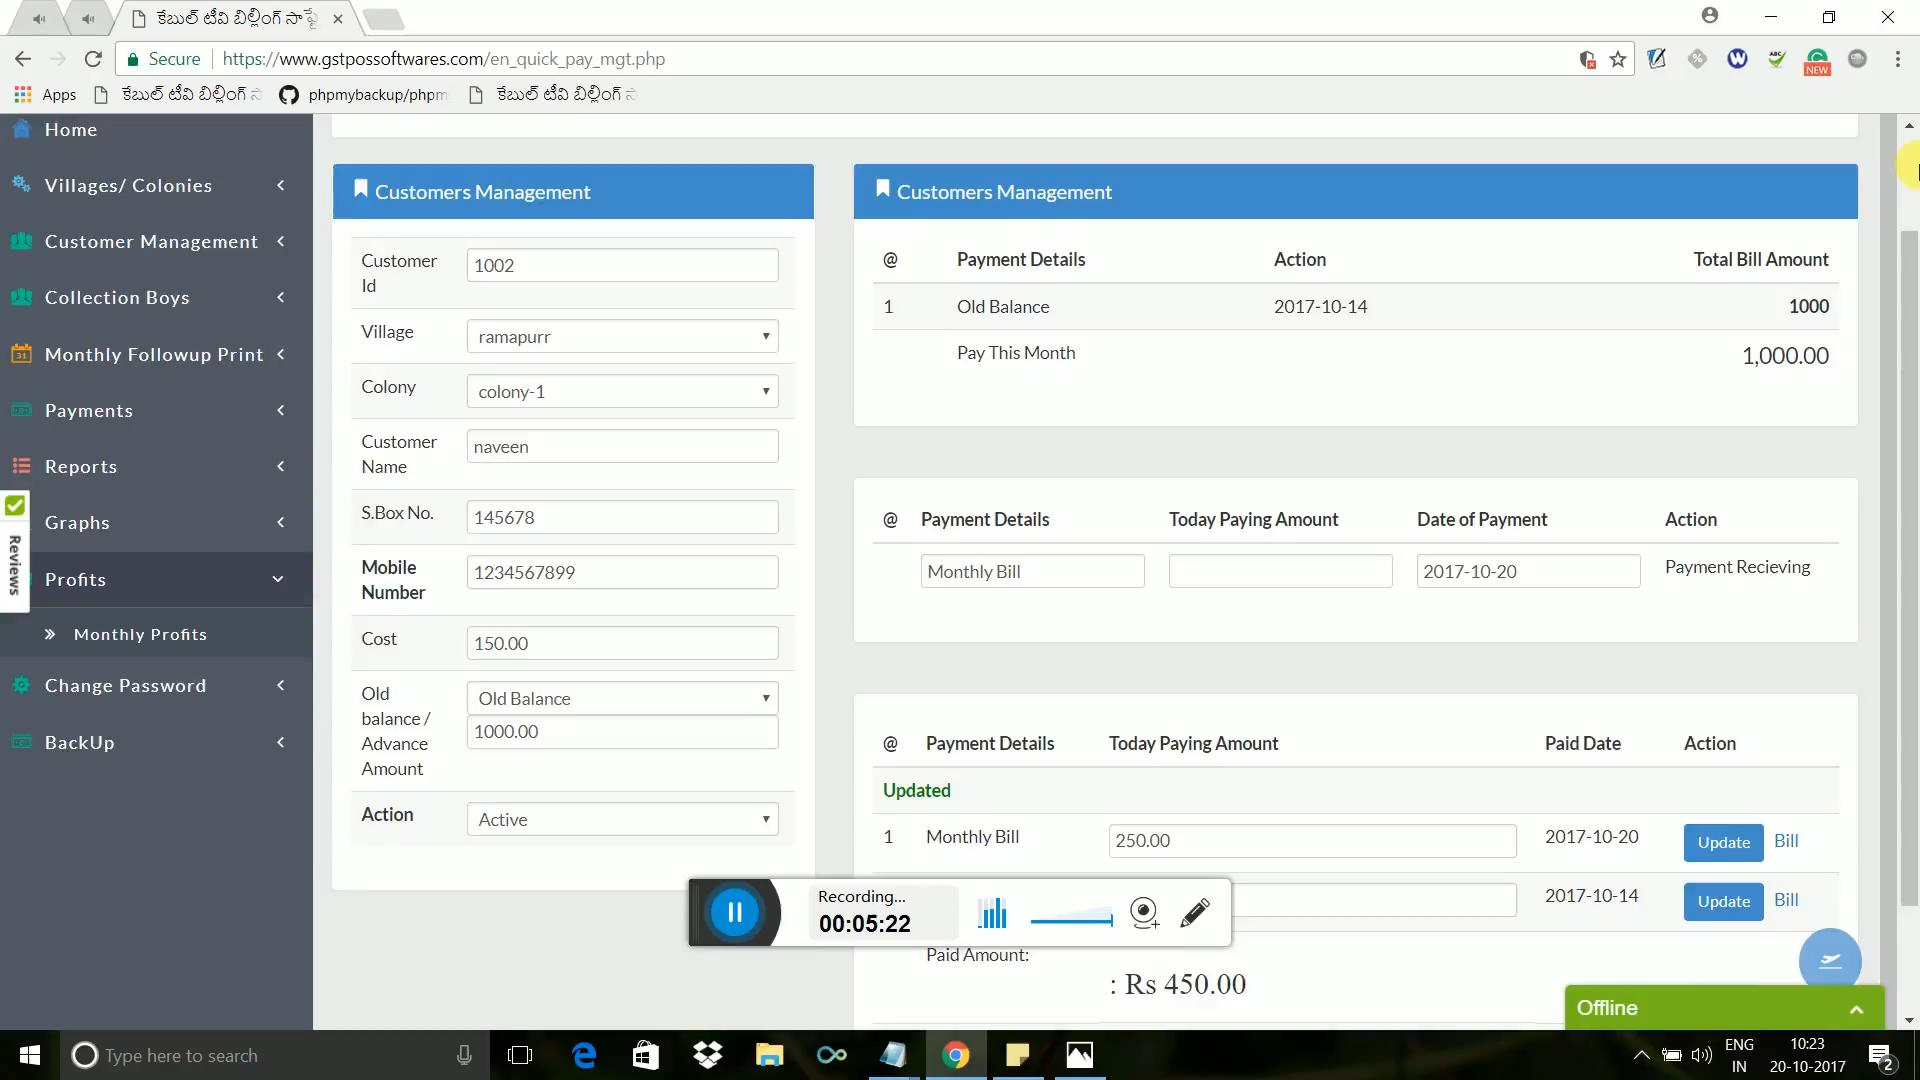 కేబుల్ టీవి బిల్లింగ్
Secure
https://www.gstpossoftwares.com/en_quick_pay_mgt.php
NEW
Apps
కేబుల్ టీవి బిల్లింగ్
phpmybackup/phpm
కేబుల్ టీవి బిల్లింగ్
Home
Villages/ Colonies
Customer Management
Collection Boys
Monthly Followup Print
Payments
Reports
Graphs
Profits
Monthly Profits
Change Password
BackUp
Reviews
Customers Management
Customer Id 1002
Village ramapurr
Colony colony-1
Customer Name naveen
S.Box No. 145678
Mobile Number 1234567899
Cost 150.00
Old balance / Advance Amount Old Balance
1000.00
Action Active
Customers Management
@ Payment Details Action Total Bill Amount
1 Old Balance 2017-10-14 1000
Pay This Month 1,000.00
@ Payment Details Today Paying Amount Date of Payment Action
Monthly Bill 2017-10-20 Payment Recieving
@ Payment Details Today Paying Amount Paid Date Action
Updated
1 Monthly Bill 250.00 2017-10-20 Update Bill
2017-10-14 Update Bill
Paid Amount:
: Rs 450.00
Recording...
00:05:22
Offline
Type here to search
ENG
IN
10:23
20-10-2017
2